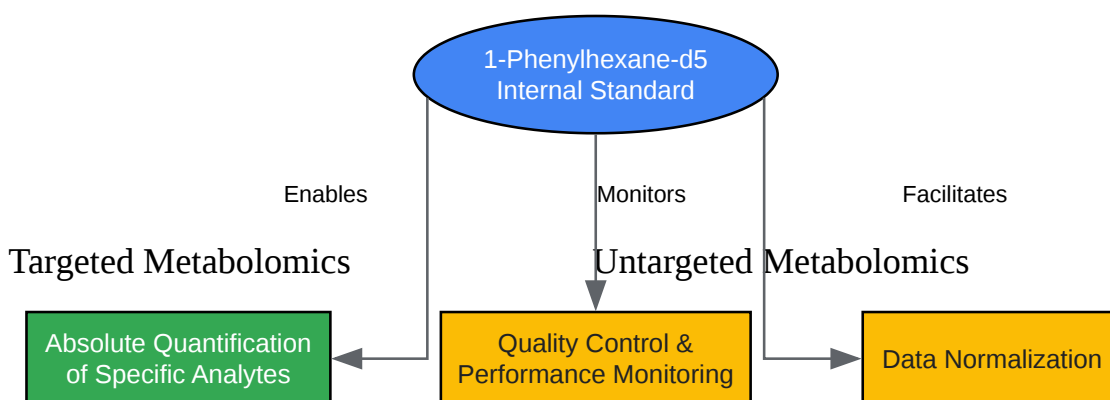 1-Phenylhexane-d5
Internal Standard
Enables
Monitors
Facilitates
Targeted Metabolomics
Untargeted Metabolomics
Absolute Quantification
of Specific Analytes
Quality Control &
Performance Monitoring
Data Normalization